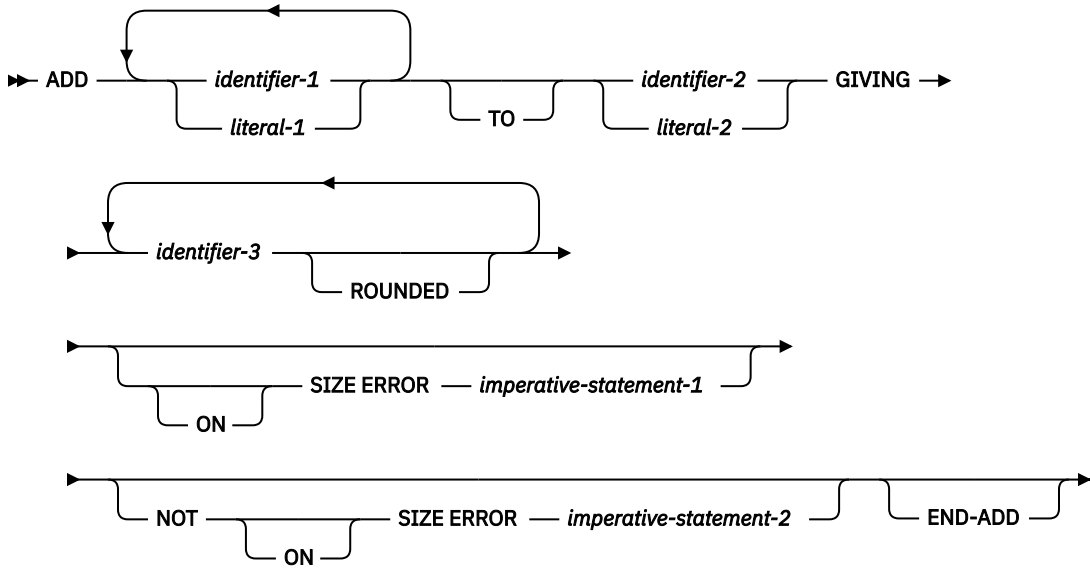 ADD identifier-1 identifier-2 GIVING
literal-1 TO literal-2
identifier-3
ROUNDED
SIZE ERROR imperative-statement-1
ON
NOT SIZE ERROR imperative-statement-2 END-ADD
ON